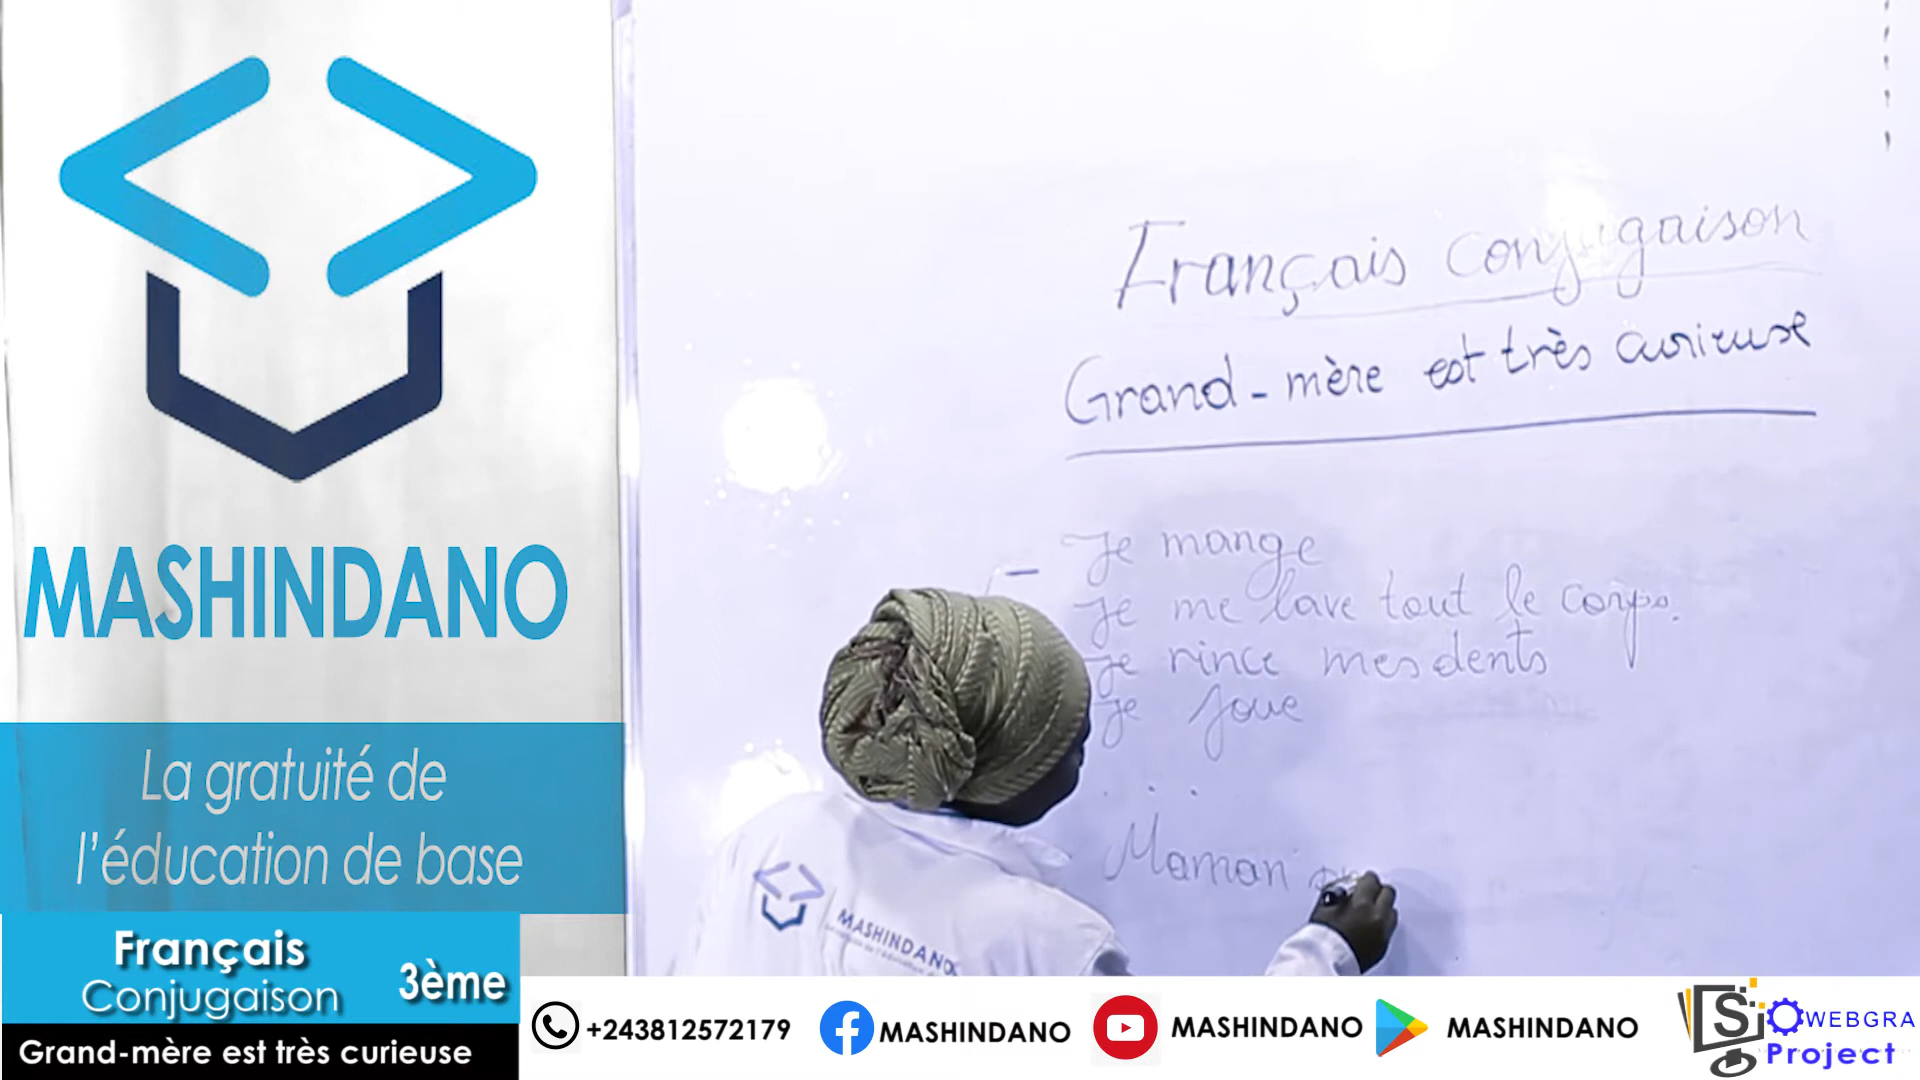 MASHINDANO
La gratuité de
l'éducation de base
Français
Conjugaison
3ème
Grand-mère est très curieuse
Français conjugaison
Grand-mère est très curieuse
- Je mange
Je me lave tout le corps.
Je rince mes dents
Je joue
. . .
Maman
MASHINDANO
+243812572179
MASHINDANO
MASHINDANO
MASHINDANO
S
WEBGRA
Project